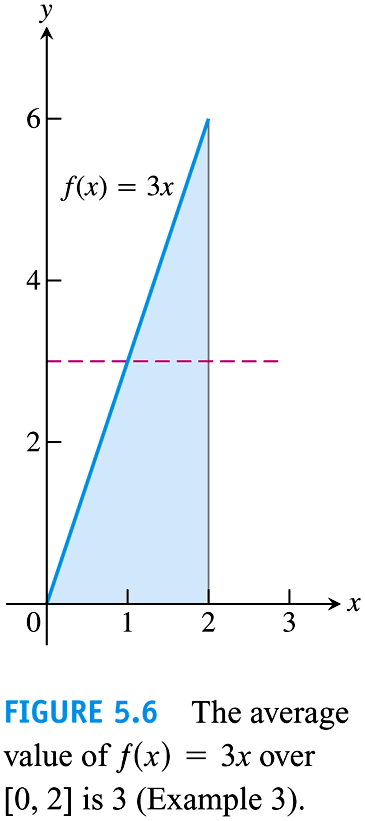 y
6
f(x) = 3x
4
2
0 1 2 3 x
FIGURE 5.6 The average
value of f(x) = 3x over
[0, 2] is 3 (Example 3).